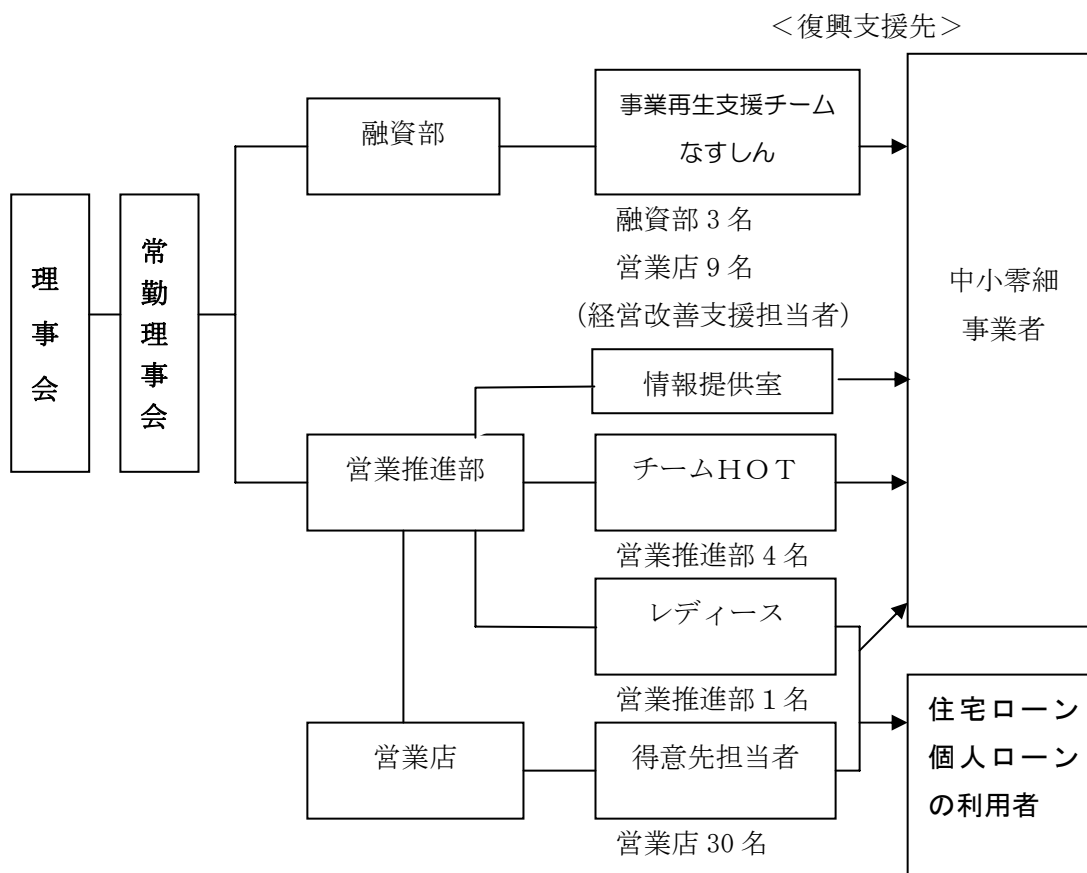 ＜復興支援先＞
理事会
常勤理事会
融資部
事業再生支援チーム
なすしん
融資部 3 名
営業店 9 名
（経営改善支援担当者）
中小零細
事業者
情報提供室
営業推進部
チームＨＯＴ
営業推進部 4 名
レディース
営業推進部 1 名
営業店
得意先担当者
営業店 30 名
住宅ローン
個人ローン
の利用者